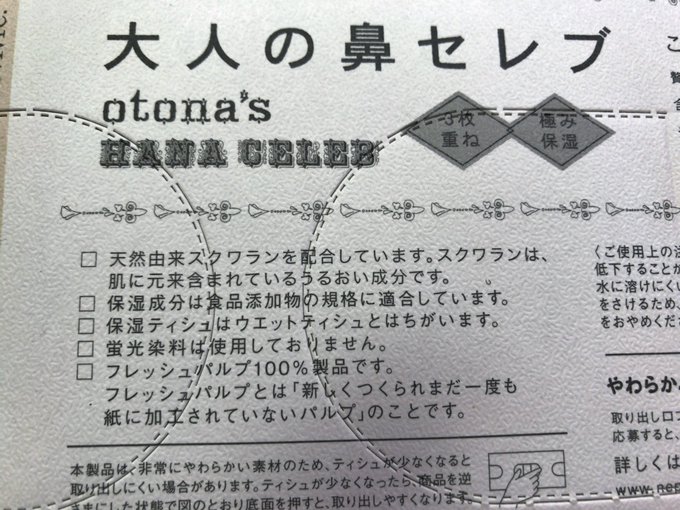 大人の鼻セレブ
otona's
HANA CELEB
3枚重ね
極み保湿
□ 天然由来スクワランを配合しています。スクワランは、
肌に元来含まれているうるおい成分です。
□ 保湿成分は食品添加物の規格に適合しています。
□ 保湿ティシュはウエットティシュとはちがいます。
□ 蛍光染料は使用しておりません。
□ フレッシュパルプ100%製品です。
フレッシュパルプとは「新しくつくられまだ一度も
紙に加工されていないパルプ」のことです。
本製品は、非常にやわらかい素材のため、ティシュが少なくなると
取り出しにくい場合があります。ティシュが少なくなったら、商品を逆
さまにした状態で図のとおり底面を押すと、取り出しやすくなります。
〈ご使用上の注
低下することが
水に溶けにくい
をさけるため、
をおやめくださ
やわらか
取り出し口フ
応募すると、
詳しくは
www.nep